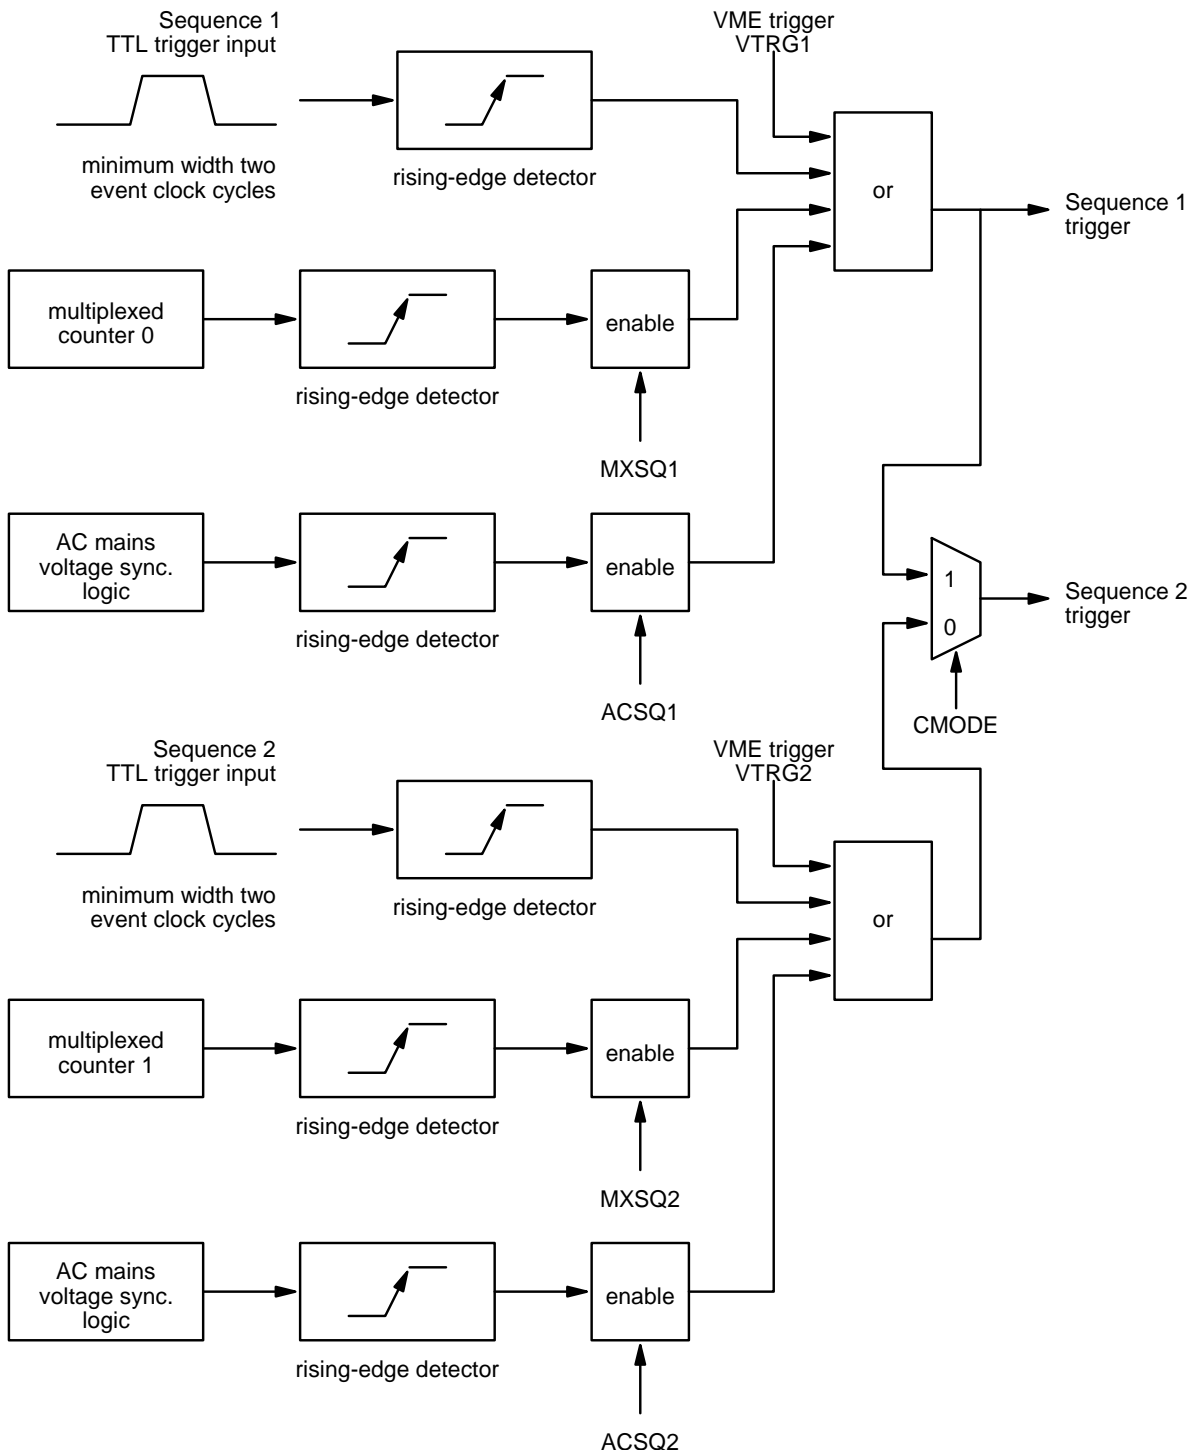 Sequence 1
TTL trigger input
VME trigger
VTRG1
minimum width two
event clock cycles
rising-edge detector
or
Sequence 1
trigger
multiplexed
counter 0
rising-edge detector
enable
MXSQ1
AC mains
voltage sync.
logic
rising-edge detector
enable
ACSQ1
1
0
Sequence 2
trigger
CMODE
Sequence 2
TTL trigger input
VME trigger
VTRG2
minimum width two
event clock cycles
rising-edge detector
or
multiplexed
counter 1
rising-edge detector
enable
MXSQ2
AC mains
voltage sync.
logic
rising-edge detector
enable
ACSQ2